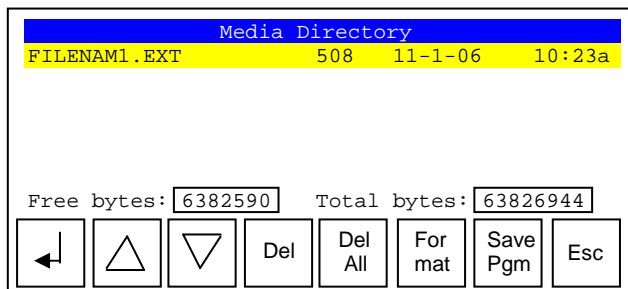 Media Directory
FILENAM1.EXT 508 11-1-06 10:23a
Free bytes: 6382590 Total bytes: 63826944
Del Del All For mat Save Pgm Esc